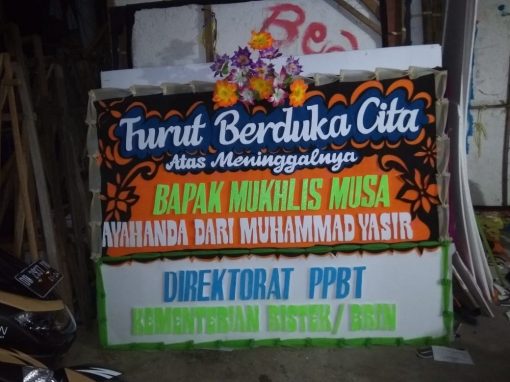 Turut Berduka Cita
Atas Meninggalnya
BAPAK MUKHLIS MUSA
AYAHANDA DARI MUHAMMAD YASIR
DIREKTORAT PPBT
KEMENTERIAN RISTEK/BRIN